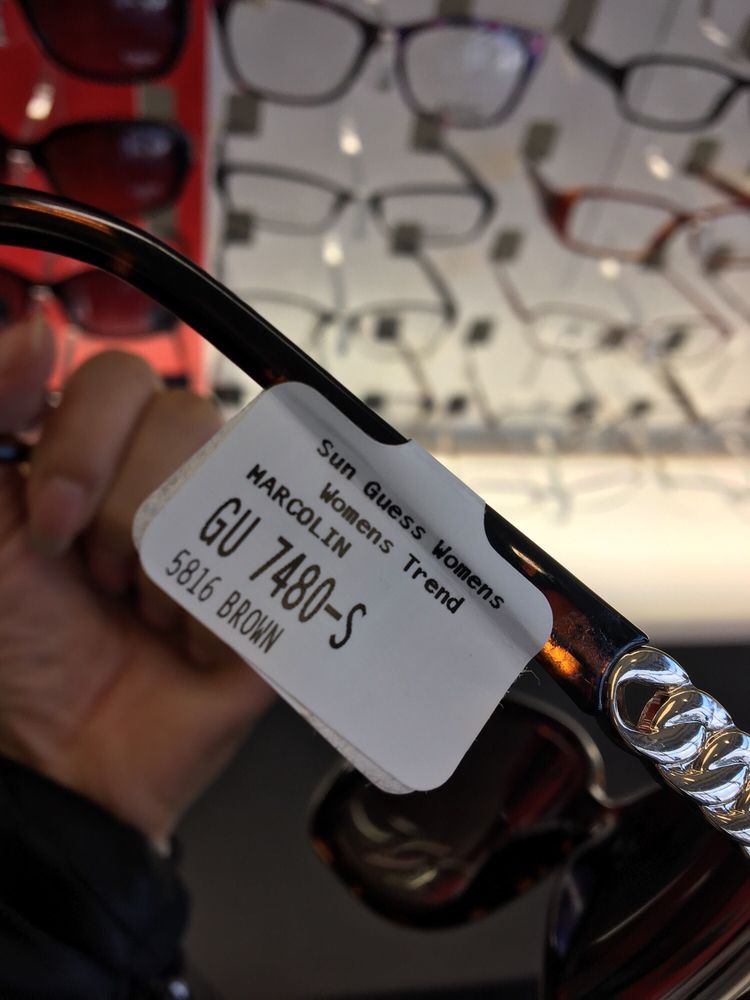 Sun Guess Womens
Womens Trend
MARCOLIN
GU 7480-S
5816 BROWN